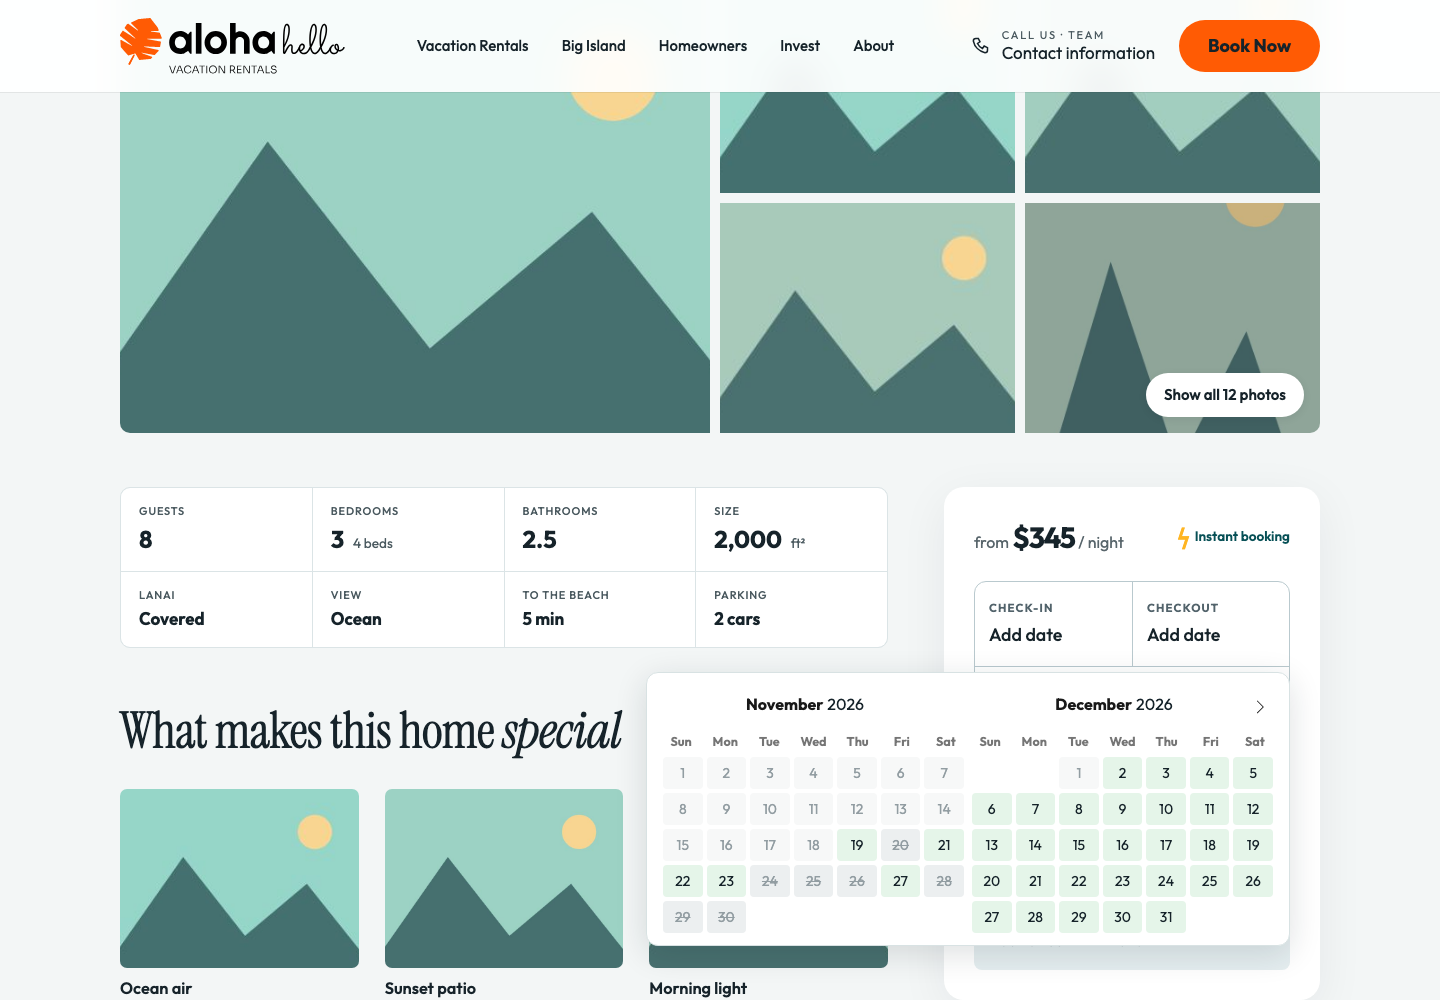 aloha hello
VACATION RENTALS
Vacation Rentals
Big Island
Homeowners
Invest
About
CALL US · TEAM
Contact information
Book Now
Show all 12 photos
GUESTS
8
BEDROOMS
3 4 beds
BATHROOMS
2.5
SIZE
2,000 ft²
LANAI
Covered
VIEW
Ocean
TO THE BEACH
5 min
PARKING
2 cars
from $345 / night
Instant booking
CHECK-IN
Add date
CHECKOUT
Add date
What makes this home special
November 2026
Sun Mon Tue Wed Thu Fri Sat
1 2 3 4 5 6 7
8 9 10 11 12 13 14
15 16 17 18 19 20 21
22 23 24 25 26 27 28
29 30
December 2026
Sun Mon Tue Wed Thu Fri Sat
1 2 3 4 5
6 7 8 9 10 11 12
13 14 15 16 17 18 19
20 21 22 23 24 25 26
27 28 29 30 31
Ocean air
Sunset patio
Morning light